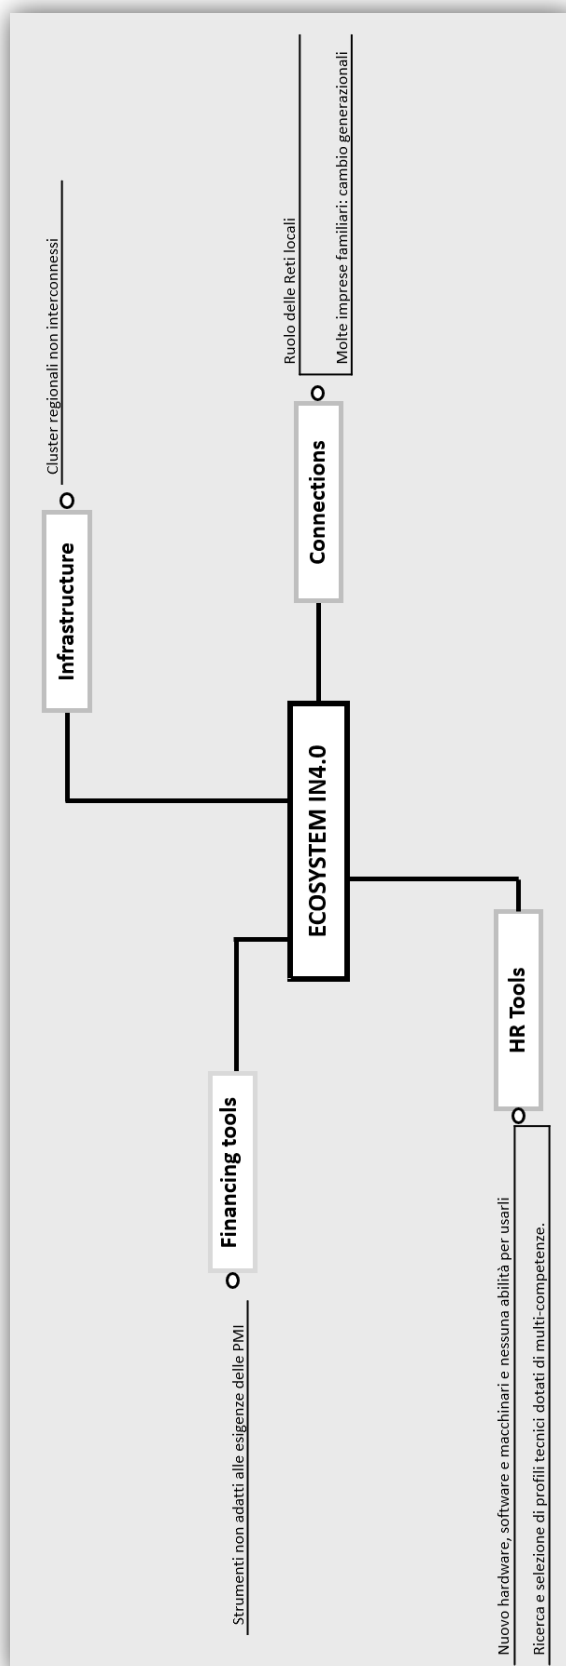 Cluster regionali non interconnessi
Infrastructure
Ruolo delle Reti locali
Molte imprese familiari: cambio generazionali
Connections
ECOSYSTEM IN4.0
Financing tools
Strumenti non adatti alle esigenze delle PMI
HR Tools
Nuovo hardware, software e macchinari e nessuna abilità per usarli
Ricerca e selezione di profili tecnici dotati di multi-competenze.